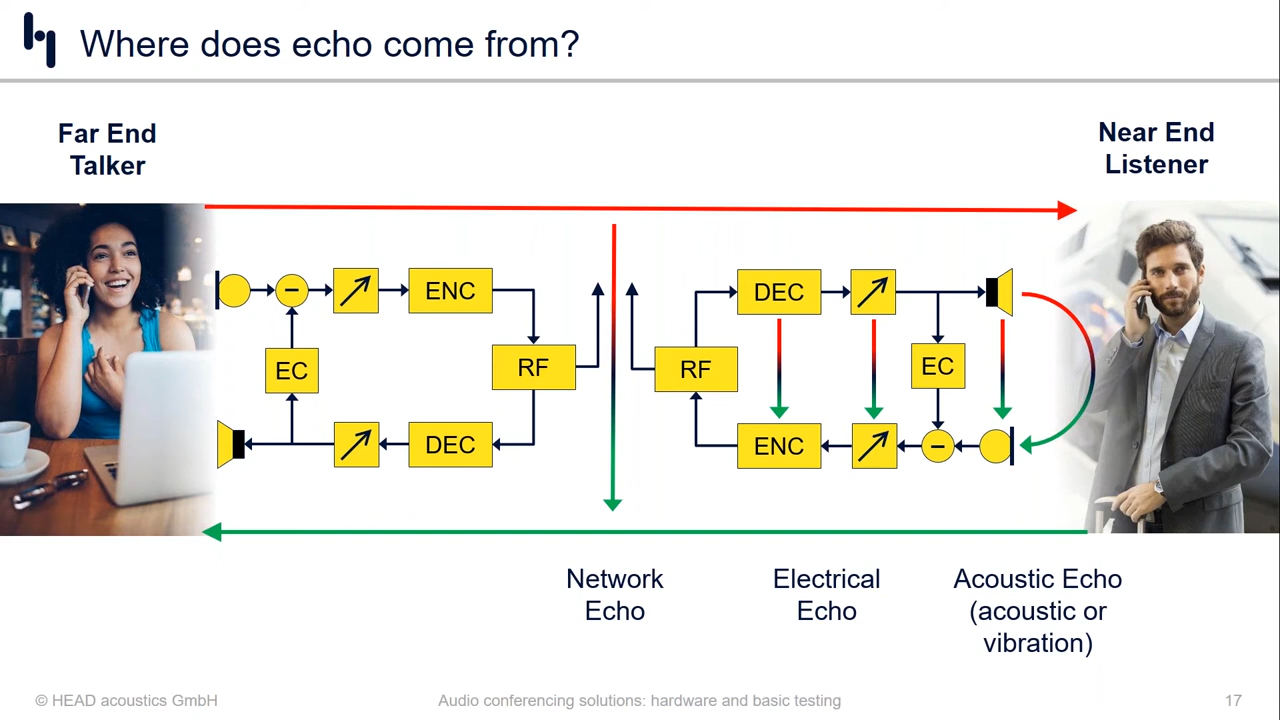 Where does echo come from?
Far End
Talker
Near End
Listener
ENC
DEC
EC
RF
RF
EC
DEC
ENC
Network
Echo
Electrical
Echo
Acoustic Echo
(acoustic or
vibration)
© HEAD acoustics GmbH
Audio conferencing solutions: hardware and basic testing
17